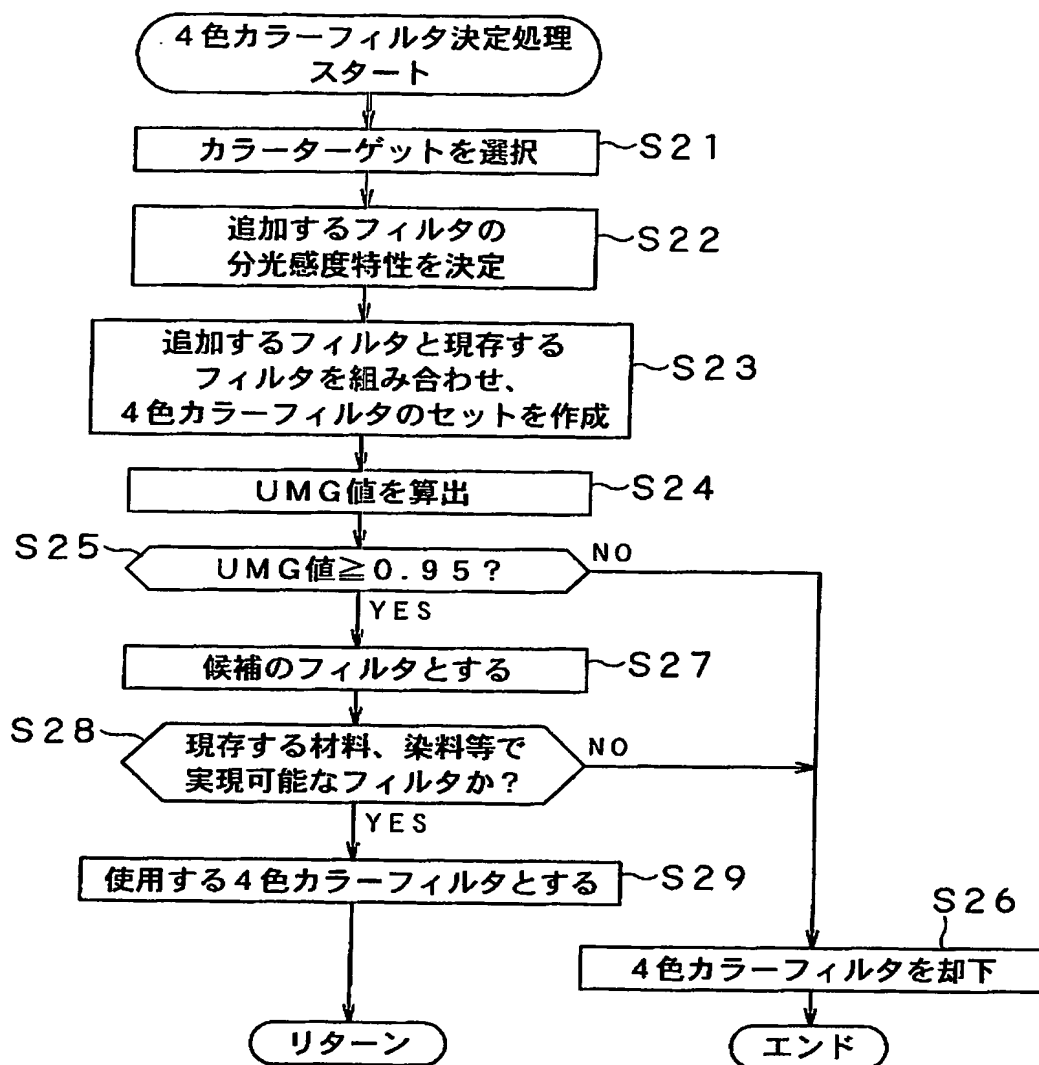 4色カラーフィルタ決定処理
スタート
カラーターゲットを選択
S21
追加するフィルタの
分光感度特性を決定
S22
追加するフィルタと現存する
フィルタを組み合わせ、
4色カラーフィルタのセットを作成
S23
UMG値を算出
S24
S25
UMG値≧0.95?
NO
YES
候補のフィルタとする
S27
S28
現存する材料、染料等で
実現可能なフィルタか?
NO
YES
使用する4色カラーフィルタとする
S29
S26
4色カラーフィルタを却下
リターン
エンド